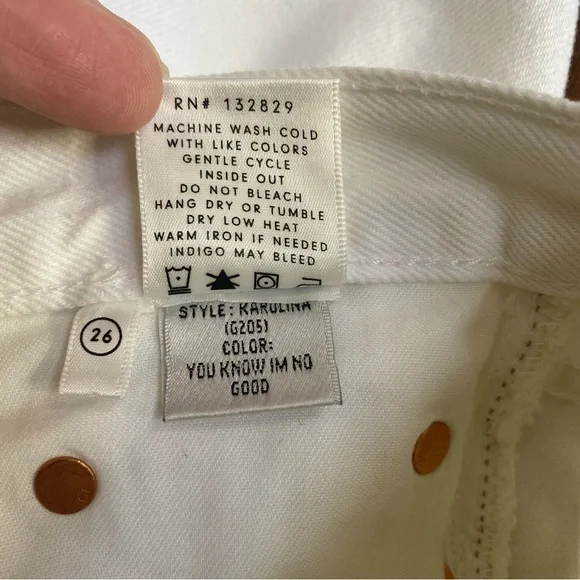 RN# 132829
MACHINE WASH COLD
WITH LIKE COLORS
GENTLE CYCLE
INSIDE OUT
DO NOT BLEACH
HANG DRY OR TUMBLE
DRY LOW HEAT
WARM IRON IF NEEDED
INDIGO MAY BLEED
STYLE: KAROLINA
(G205)
COLOR:
YOU KNOW IM NO
GOOD
26